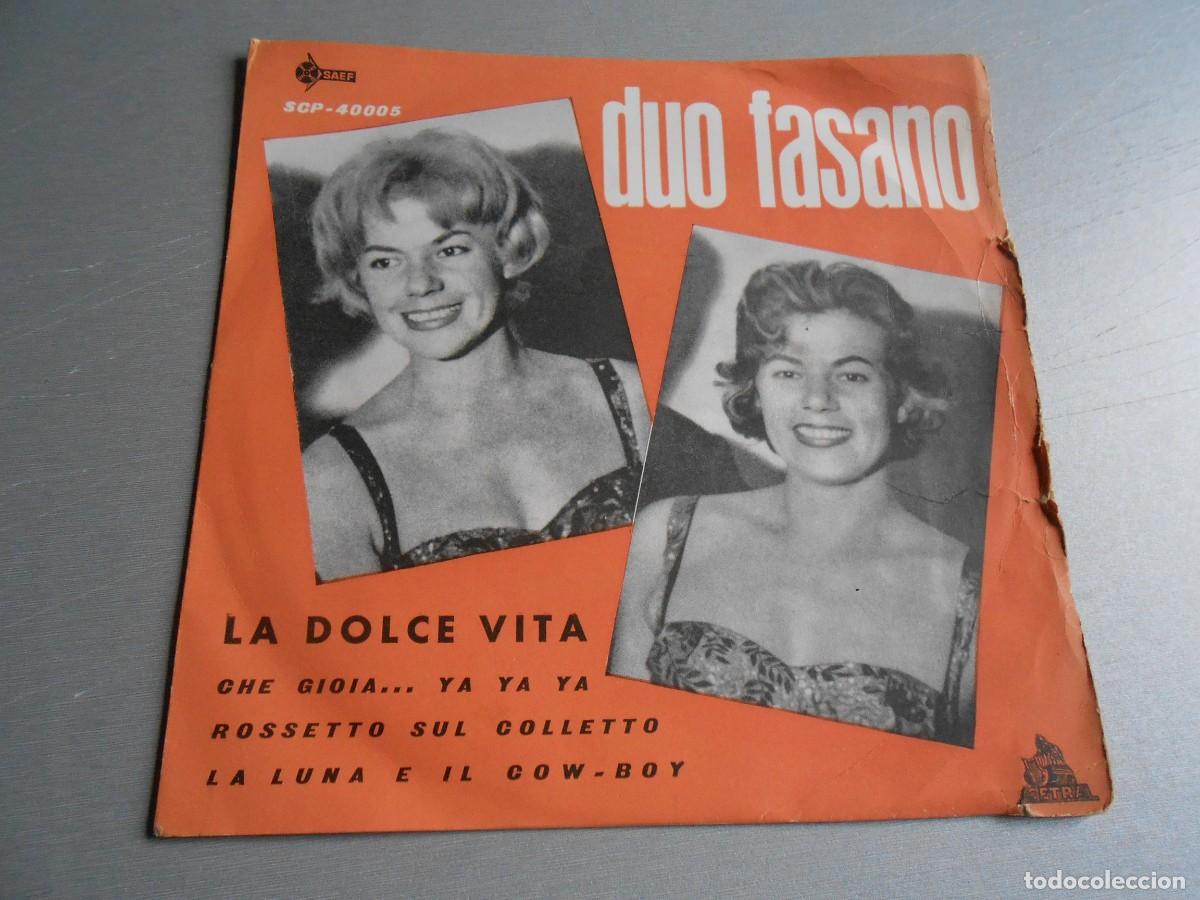 SAEF
SCP-40005
duo fasano
LA DOLCE VITA
CHE GIOIA... YA YA YA
ROSSETTO SUL COLLETTO
LA LUNA E IL COW-BOY
CETRA
todocoleccion